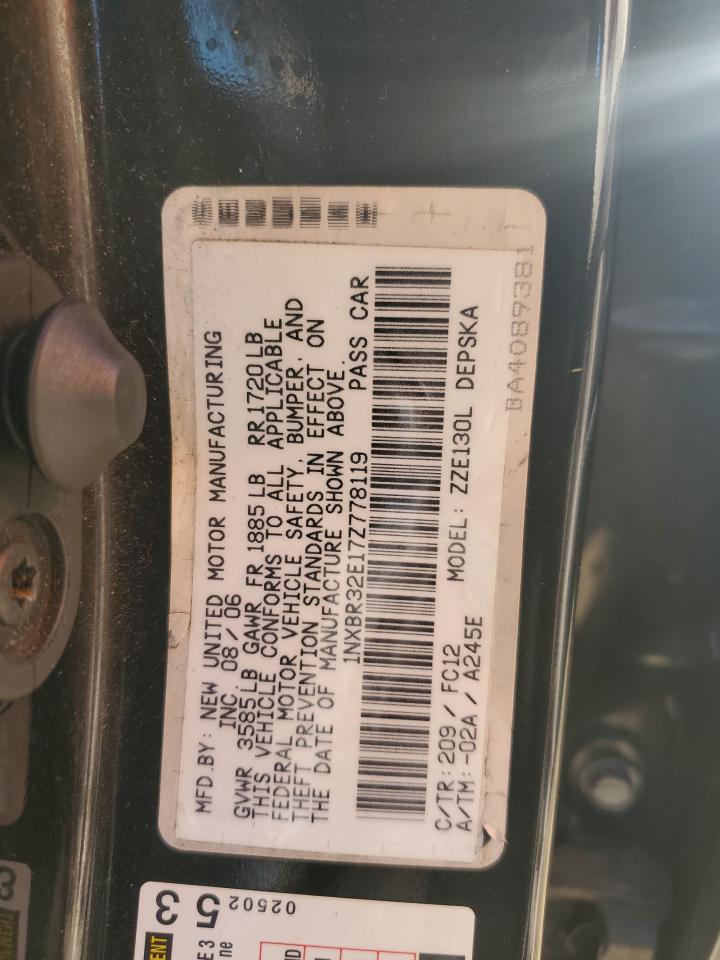 MFD.BY: NEW UNITED MOTOR MANUFACTURING
INC. 08/06
GVWR 3585LB GAWR FR 1885LB RR1720LB
THIS VEHICLE CONFORMS TO ALL APPLICABLE
FEDERAL MOTOR VEHICLE SAFETY, BUMPER, AND
THEFT PREVENTION STANDARDS IN EFFECT ON
THE DATE OF MANUFACTURE SHOWN ABOVE.
1NXBR32E17Z778119 PASS CAR
C/TR:209/FC12 MODEL: ZZE130L DEPSKA
A/TM:-02A/A245E
BA4089381
02502
5
3
3